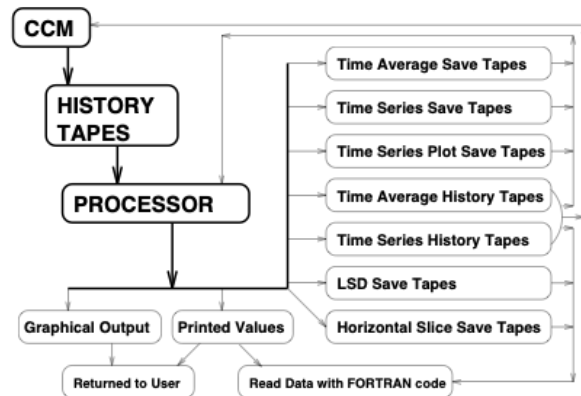 CCM
HISTORY
TAPES
PROCESSOR
Time Average Save Tapes
Time Series Save Tapes
Time Series Plot Save Tapes
Time Average History Tapes
Time Series History Tapes
LSD Save Tapes
Horizontal Slice Save Tapes
Graphical Output
Printed Values
Returned to User
Read Data with FORTRAN code